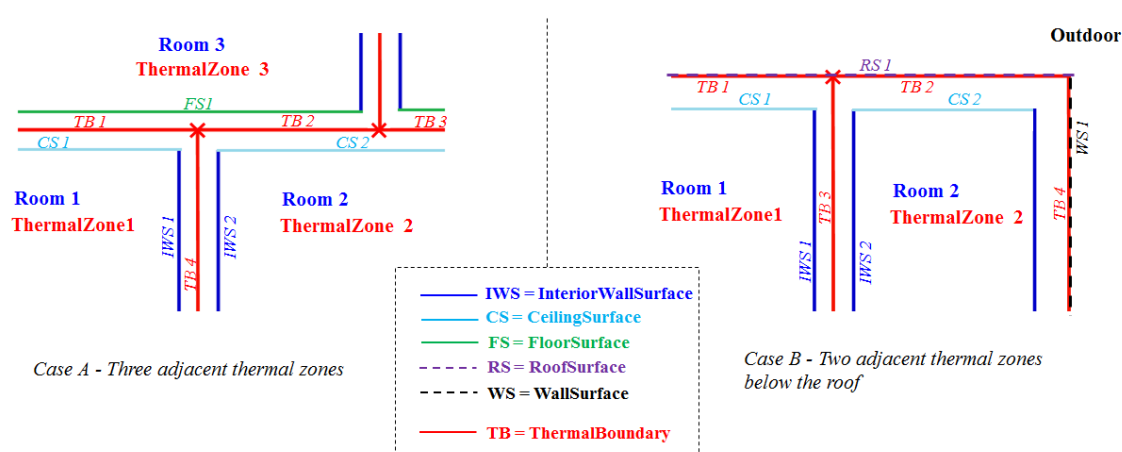 Room 3
ThermalZone 3
FS1
TB 1
TB 2
TB 3
CS 1
CS 2
Room 1
ThermalZone1
Room 2
ThermalZone 2
IWS 1
TB 4
IWS 2
Case A - Three adjacent thermal zones
Outdoor
RS 1
TB 1
TB 2
CS 1
CS 2
WS 1
Room 1
ThermalZone1
Room 2
ThermalZone 2
TB 3
TB 4
IWS 1
IWS 2
Case B - Two adjacent thermal zones
below the roof
IWS = InteriorWallSurface
CS = CeilingSurface
FS = FloorSurface
RS = RoofSurface
WS = WallSurface
TB = ThermalBoundary